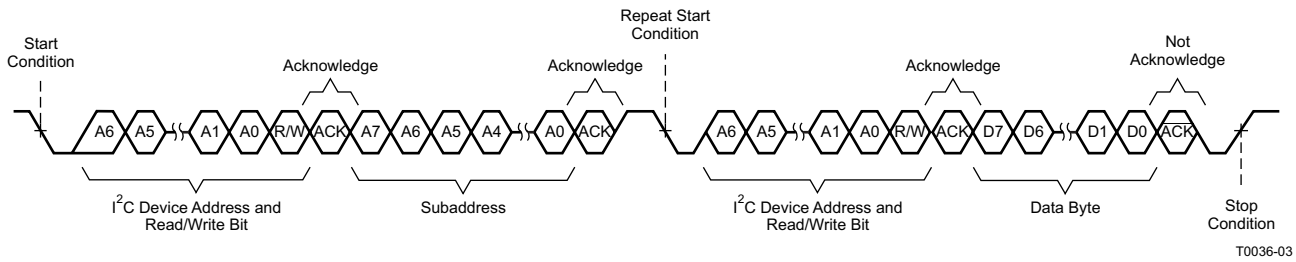 Start
Condition
Acknowledge
Acknowledge
Repeat Start
Condition
Acknowledge
Not
Acknowledge
A6 A5 A1 A0 R/W ACK A7 A6 A5 A4 A0 ACK A6 A5 A1 A0 R/W ACK D7 D6 D1 D0 A̅C̅K̅
I²C Device Address and
Read/Write Bit
Subaddress
I²C Device Address and
Read/Write Bit
Data Byte
Stop
Condition
T0036-03